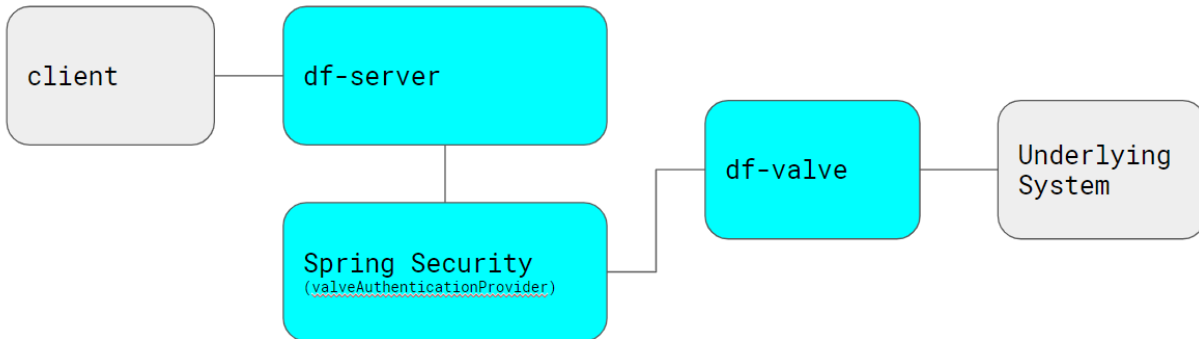 client
df-server
df-valve
Underlying
System
Spring Security
(valveAuthenticationProvider)